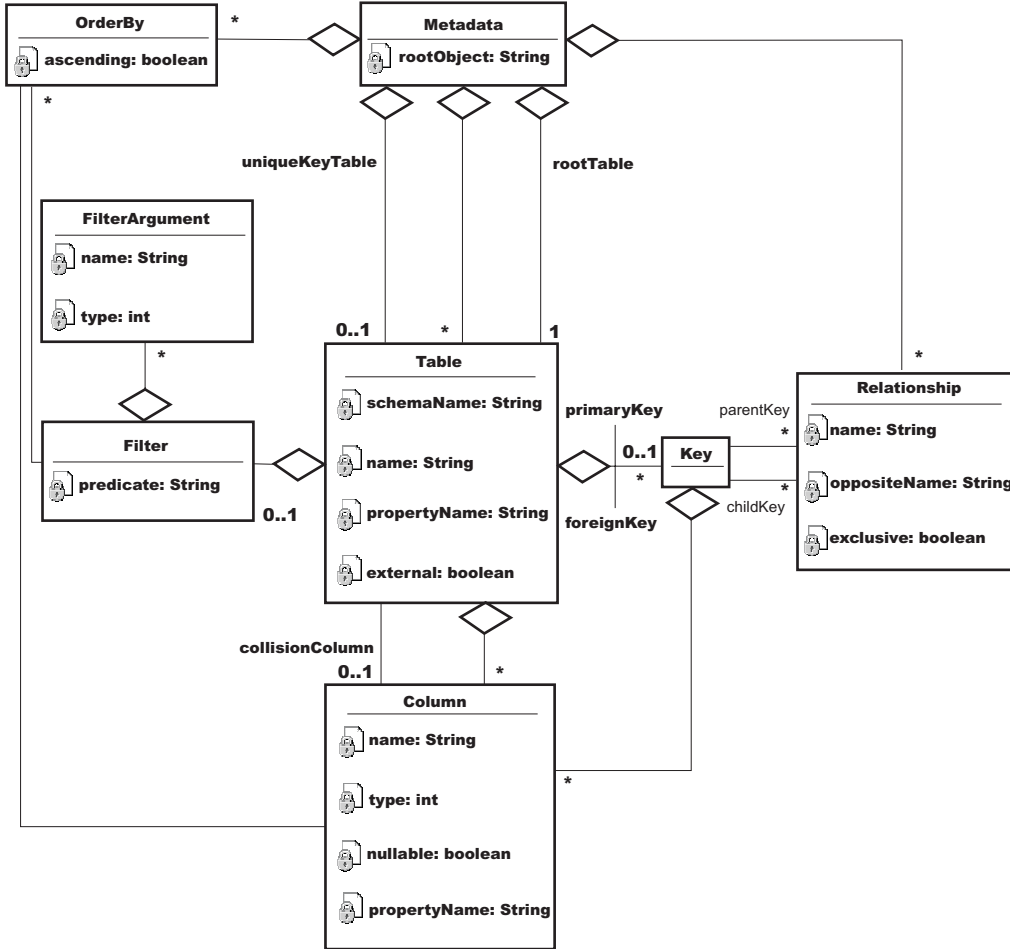 OrderBy
*
Metadata
ascending: boolean
rootObject: String
*
uniqueKeyTable
rootTable
FilterArgument
name: String
type: int
0..1
*
1
*
*
Table
Relationship
schemaName: String
primaryKey
parentKey
name: String
*
Filter
0..1
Key
name: String
predicate: String
*
*
oppositeName: String
0..1
propertyName: String
foreignKey
childKey
exclusive: boolean
external: boolean
collisionColumn
0..1
*
Column
name: String
*
type: int
nullable: boolean
propertyName: String